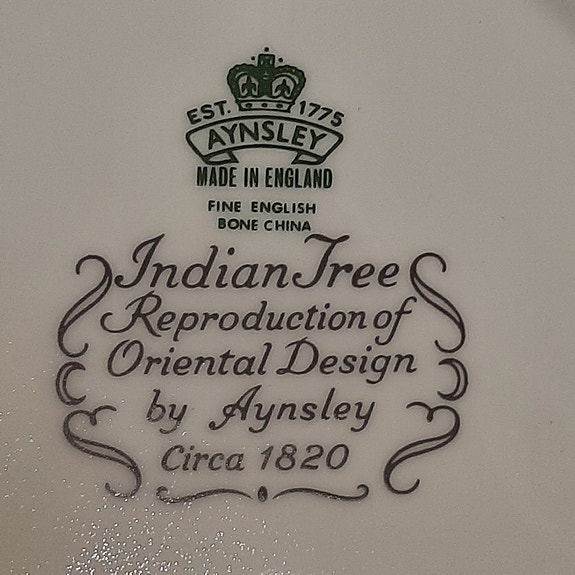 EST. 1775
AYNSLEY
MADE IN ENGLAND
FINE ENGLISH
BONE CHINA
Indian Tree
Reproduction of
Oriental Design
by Aynsley
Circa 1820